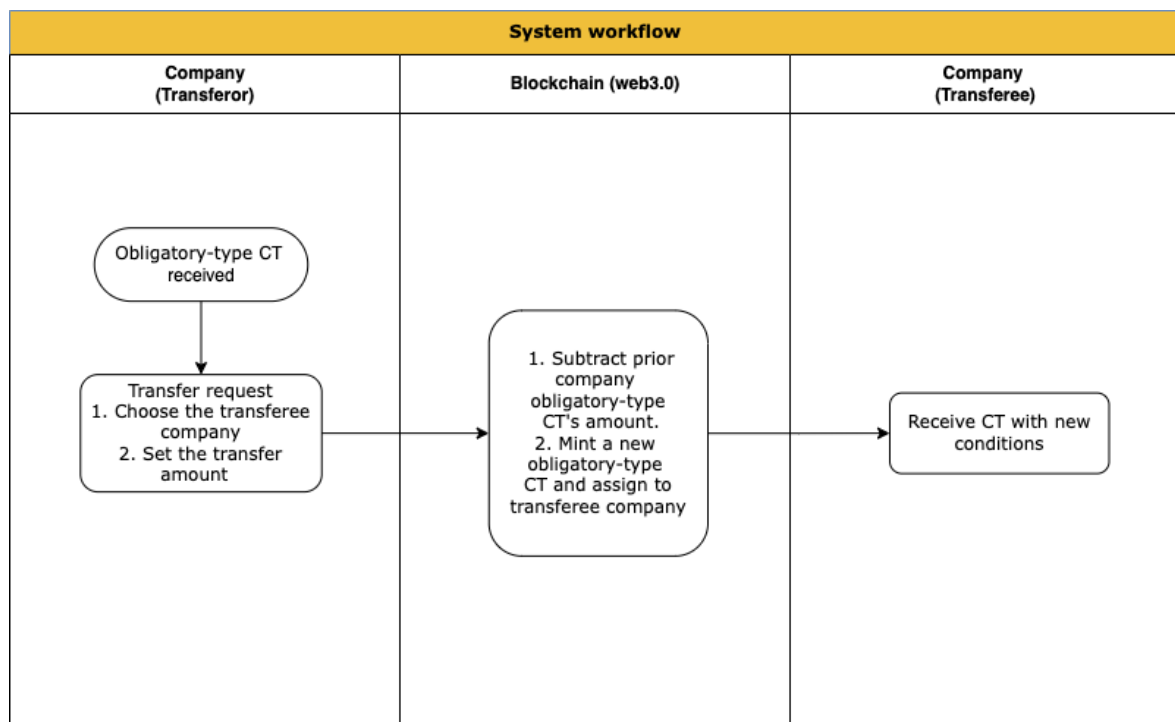 System workflow
Company
(Transferor)
Blockchain (web3.0)
Company
(Transferee)
Obligatory-type CT
received
Transfer request
1. Choose the transferee
company
2. Set the transfer
amount
1. Subtract prior
company
obligatory-type
CT's amount.
2. Mint a new
obligatory-type
CT and assign to
transferee company
Receive CT with new
conditions